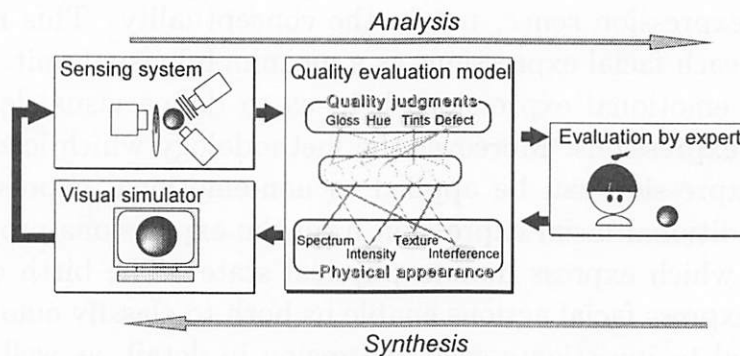 Analysis
Sensing system
Quality evaluation model
Quality judgments
Gloss Hue Tints Defect
Evaluation by expert
Visual simulator
Spectrum
Texture
Intensity
Interference
Physical appearance
Synthesis